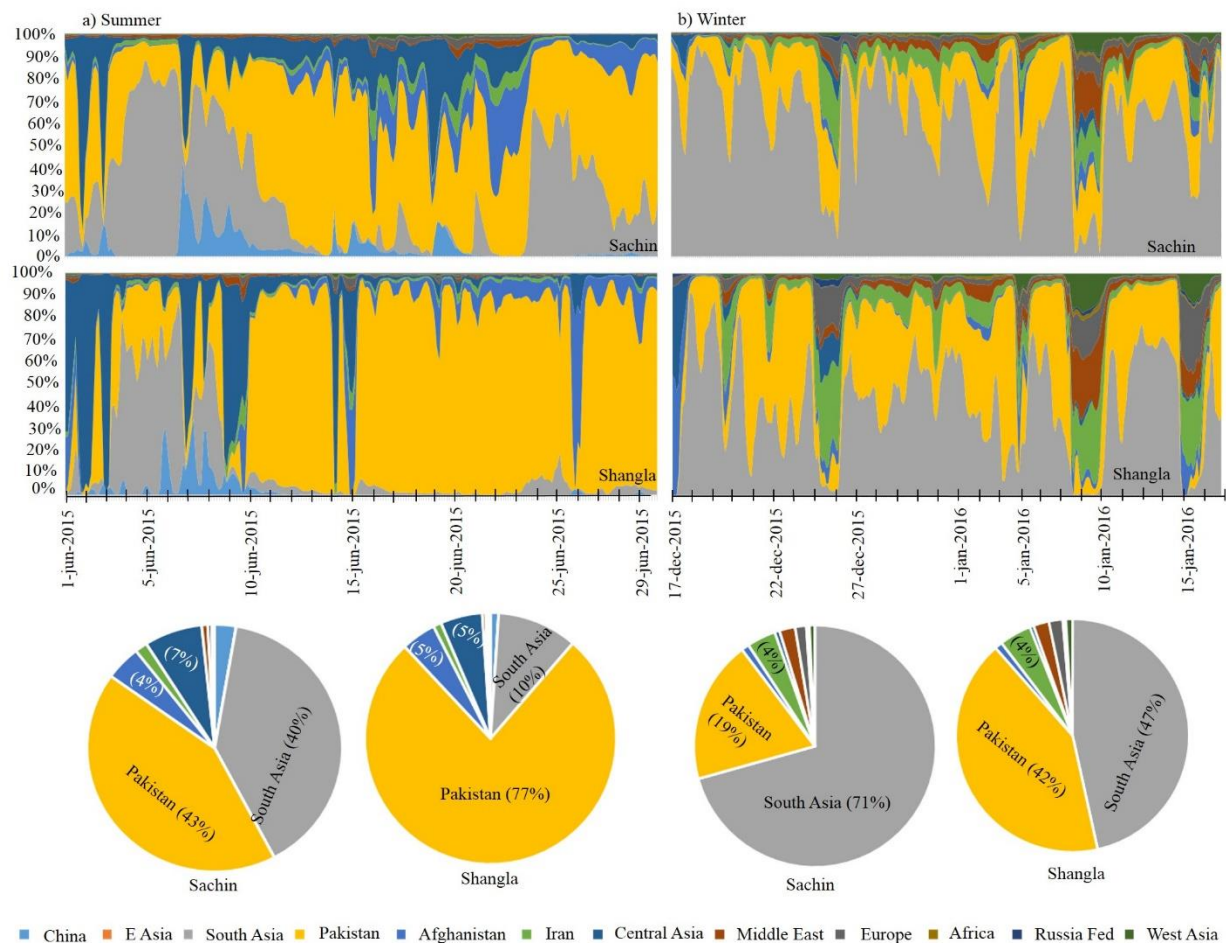 a) Summer
b) Winter
100%
90%
80%
70%
60%
50%
40%
30%
20%
10%
0%
Sachin
Sachin
100%
90%
80%
70%
60%
50%
40%
30%
20%
10%
0%
Shangla
Shangla
1-jun-2015
5-jun-2015
10-jun-2015
15-jun-2015
20-jun-2015
25-jun-2015
29-jun-2015
17-dec-2015
22-dec-2015
27-dec-2015
1-jan-2016
5-jan-2016
10-jan-2016
15-jan-2016
(7%)
(4%)
South Asia (40%)
Pakistan (43%)
Sachin
(5%)
(5%)
South Asia
(10%)
Pakistan (77%)
Shangla
(4%)
Pakistan
(19%)
South Asia (71%)
Sachin
(4%)
South Asia (47%)
Pakistan (42%)
Shangla
China E Asia South Asia Pakistan Afghanistan Iran Central Asia Middle East Europe Africa Russia Fed West Asia